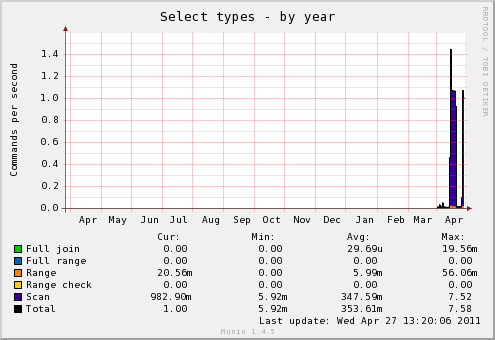 Select types - by year
RRDTOOL / TOBI OETIKER
Commands per second
1.4
1.2
1.0
0.8
0.6
0.4
0.2
0.0
Apr May Jun Jul Aug Sep Oct Nov Dec Jan Feb Mar Apr
Cur: Min: Avg: Max:
Full join 0.00 0.00 29.69u 19.56m
Full range 0.00 0.00 0.00 0.00
Range 20.56m 0.00 5.99m 56.06m
Range check 0.00 0.00 0.00 0.00
Scan 982.90m 5.92m 347.59m 7.52
Total 1.00 5.92m 353.61m 7.58
Last update: Wed Apr 27 13:20:06 2011
Munin 1.4.5